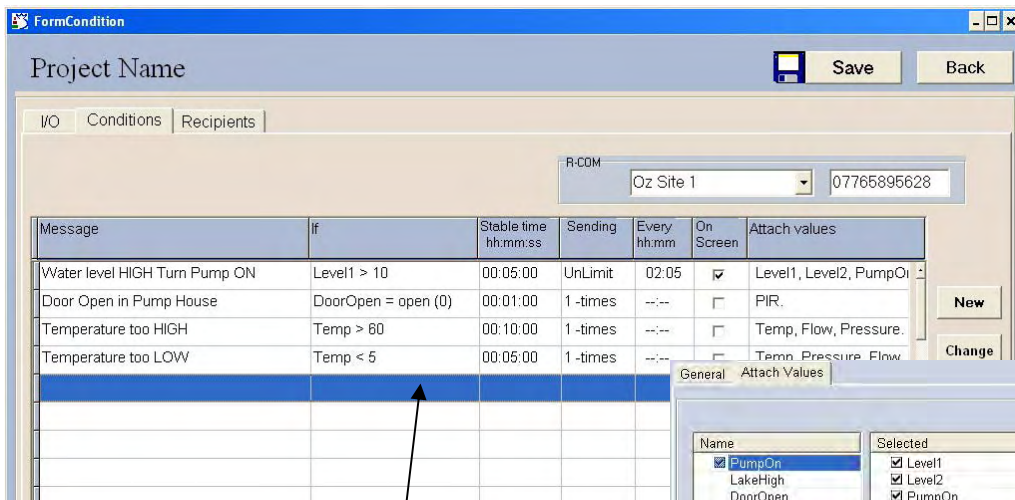 FormCondition
Project Name
Save
Back
I/O Conditions Recipients
R-COM
Oz Site 1 07765895628
Message If Stable time hh:mm:ss Sending Every hh:mm On Screen Attach values
Water level HIGH Turn Pump ON Level1 > 10 00:05:00 UnLimit 02:05 Level1, Level2, PumpOn
Door Open in Pump House DoorOpen = open (0) 00:01:00 1 -times --:-- PIR.
New
Temperature too HIGH Temp > 60 00:10:00 1 -times --:-- Temp, Flow, Pressure.
Temperature too LOW Temp < 5 00:05:00 1 -times --:-- Temp, Pressure, Flow
Change
General Attach Values
Name Selected
PumpOn Level1
LakeHigh Level2
DoorOpen PumpOn